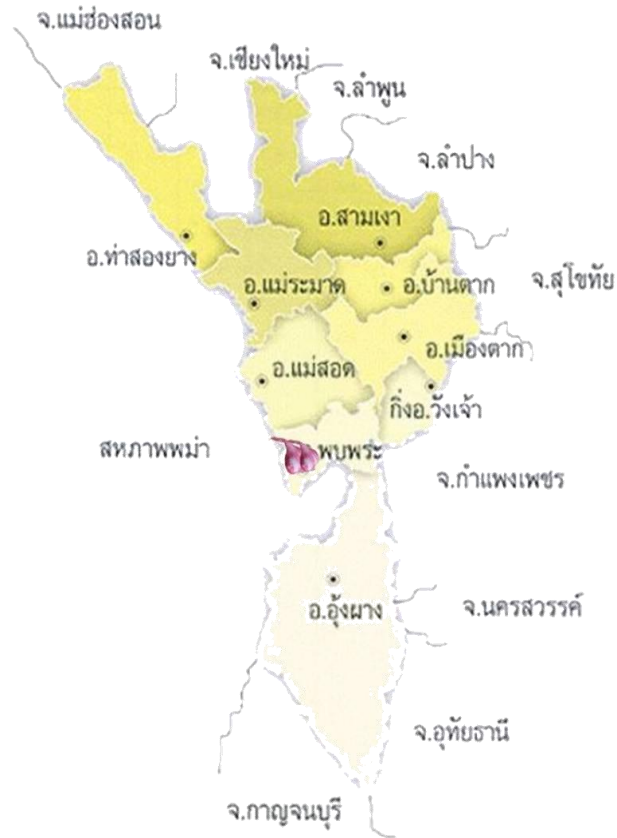 จ.แม่ฮ่องสอน
จ.เชียงใหม่
จ.ลำพูน
จ.ลำปาง
อ.สามเงา
อ.ท่าสองยาง
อ.แม่ระมาด
อ.บ้านตาก
จ.สุโขทัย
อ.เมืองตาก
อ.แม่สอด
กิ่งอ.วังเจ้า
สหภาพพม่า
พบพระ
จ.กำแพงเพชร
อ.อุ้งผาง
จ.นครสวรรค์
จ.อุทัยธานี
จ.กาญจนบุรี